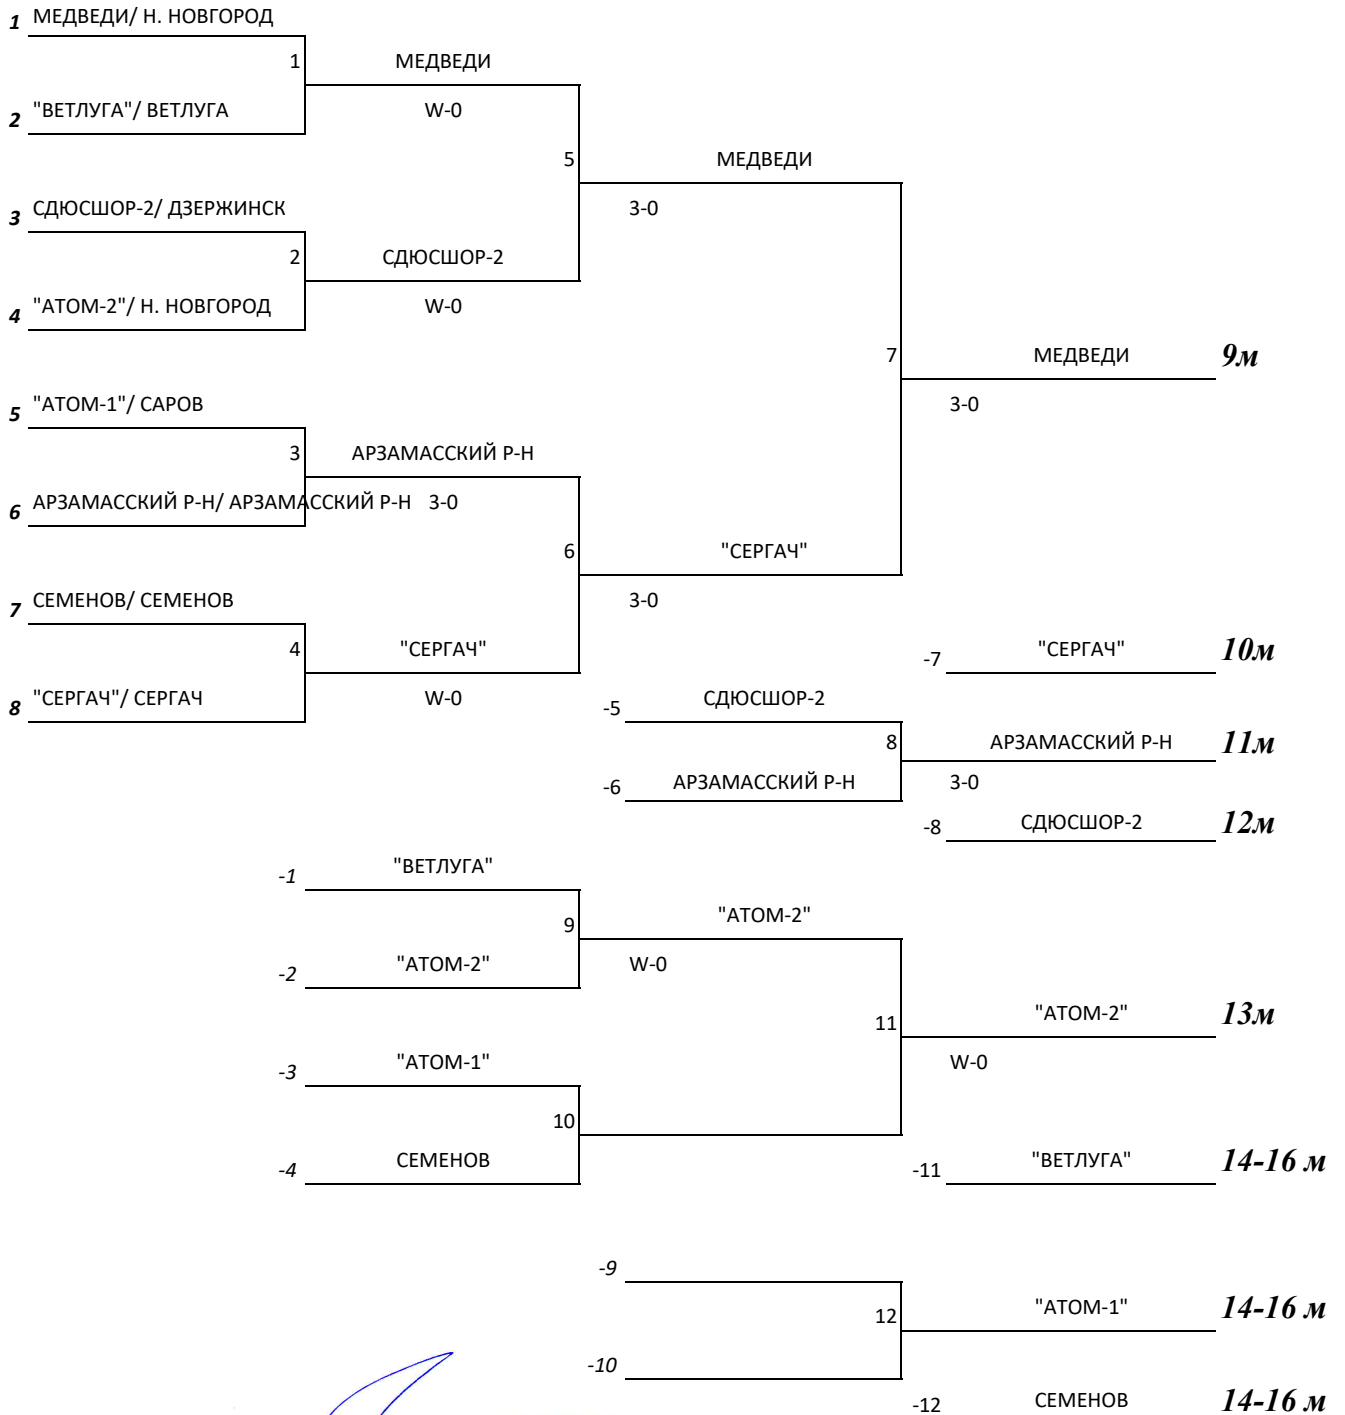 1 МЕДВЕДИ/ Н. НОВГОРОД
1 МЕДВЕДИ
2 "ВЕТЛУГА"/ ВЕТЛУГА W-0
5 МЕДВЕДИ
3 СДЮСШОР-2/ ДЗЕРЖИНСК 3-0
2 СДЮСШОР-2
4 "АТОМ-2"/ Н. НОВГОРОД W-0
7 МЕДВЕДИ 9м
5 "АТОМ-1"/ САРОВ 3-0
3 АРЗАМАССКИЙ Р-Н
6 АРЗАМАССКИЙ Р-Н/ АРЗАМАССКИЙ Р-Н 3-0
6 "СЕРГАЧ"
7 СЕМЕНОВ/ СЕМЕНОВ 3-0
4 "СЕРГАЧ" -7 "СЕРГАЧ" 10м
8 "СЕРГАЧ"/ СЕРГАЧ W-0 -5 СДЮСШОР-2
8 АРЗАМАССКИЙ Р-Н 11м
-6 АРЗАМАССКИЙ Р-Н 3-0
-8 СДЮСШОР-2 12м
-1 "ВЕТЛУГА"
9 "АТОМ-2"
-2 "АТОМ-2" W-0
11 "АТОМ-2" 13м
-3 "АТОМ-1" W-0
10
-4 СЕМЕНОВ -11 "ВЕТЛУГА" 14-16 м
-9
12 "АТОМ-1" 14-16 м
-10
-12 СЕМЕНОВ 14-16 м